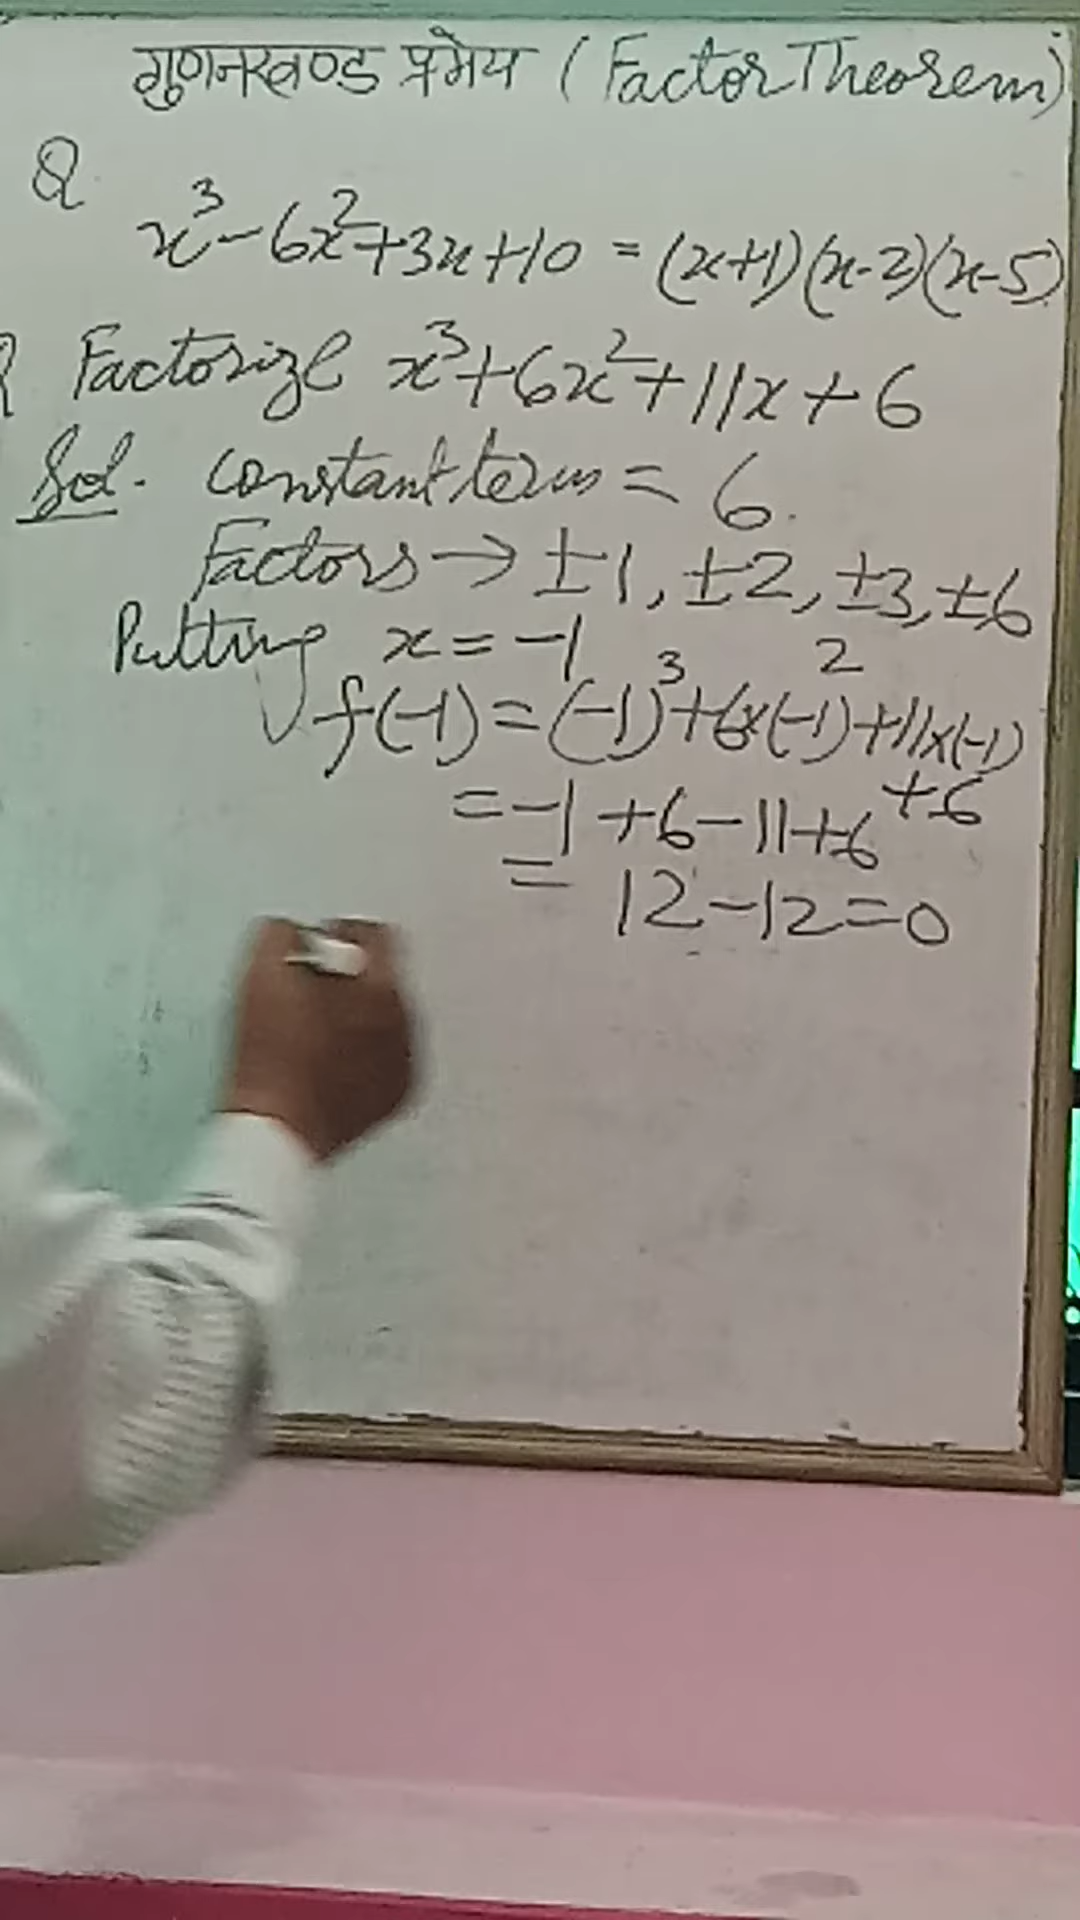 गुणनखण्ड प्रमेय (Factor Theorem)
Q. x³-6x²+3x+10 = (x+1)(x-2)(x-5)
Q Factorize x³+6x²+11x+6
Sol. constant term = 6.
Factors → ±1, ±2, ±3, ±6
Putting x = -1
f(-1) = (-1)³+6x(-1)²+11x(-1)+6
= -1+6-11+6
= 12-12=0